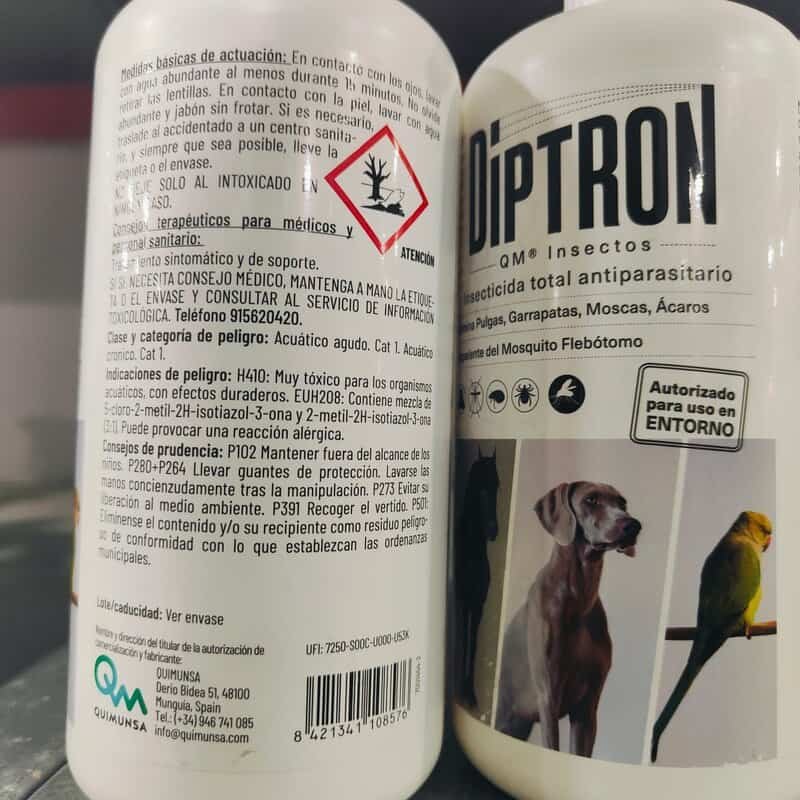 Medidas básicas de actuación: En contacto con los ojos, lavar
con agua abundante al menos durante 15 minutos. No olvide
retirar las lentillas. En contacto con la piel, lavar con agua
abundante y jabón sin frotar. Si es necesario,
traslade al accidentado a un centro sanita-
rio, y siempre que sea posible, lleve la
etiqueta o el envase.
NO DEJE SOLO AL INTOXICADO EN
NINGÚN CASO.
Consejos terapéuticos para médicos y
personal sanitario:
ATENCIÓN
Tratamiento sintomático y de soporte.
SI SE NECESITA CONSEJO MÉDICO, MANTENGA A MANO LA ETIQUE-
TA O EL ENVASE Y CONSULTAR AL SERVICIO DE INFORMACIÓN
TOXICOLÓGICA. Teléfono 915620420.
Clase y categoría de peligro: Acuático agudo. Cat 1. Acuático
cronico. Cat 1.
Indicaciones de peligro: H410: Muy tóxico para los organismos
acuáticos, con efectos duraderos. EUH208: Contiene mezcla de
5-cloro-2-metil-2H-isotiazol-3-ona y 2-metil-2H-isotiazol-3-ona
(3:1). Puede provocar una reacción alérgica.
Consejos de prudencia: P102 Mantener fuera del alcance de los
niños. P280+P264 Llevar guantes de protección. Lavarse las
manos concienzudamente tras la manipulación. P273 Evitar su
liberación al medio ambiente. P391 Recoger el vertido. P501:
Elimínese el contenido y/o su recipiente como residuo peligro-
so de conformidad con lo que establezcan las ordenanzas
municipales.
Lote/caducidad: Ver envase
Nombre y dirección del titular de la autorización de
comercialización y fabricante:
QM
QUIMUNSA
QUIMUNSA
Derio Bidea 51, 48100
Munguía, Spain
Tel.: (+34) 946 741 085
info@quimunsa.com
UFI: 7250-S00C-U000-U53K
8 421341 108576
DiPTRON
QM® Insectos
Insecticida total antiparasitario
Pulgas, Garrapatas, Moscas, Ácaros
del Mosquito Flebótomo
Autorizado
para uso en
ENTORNO